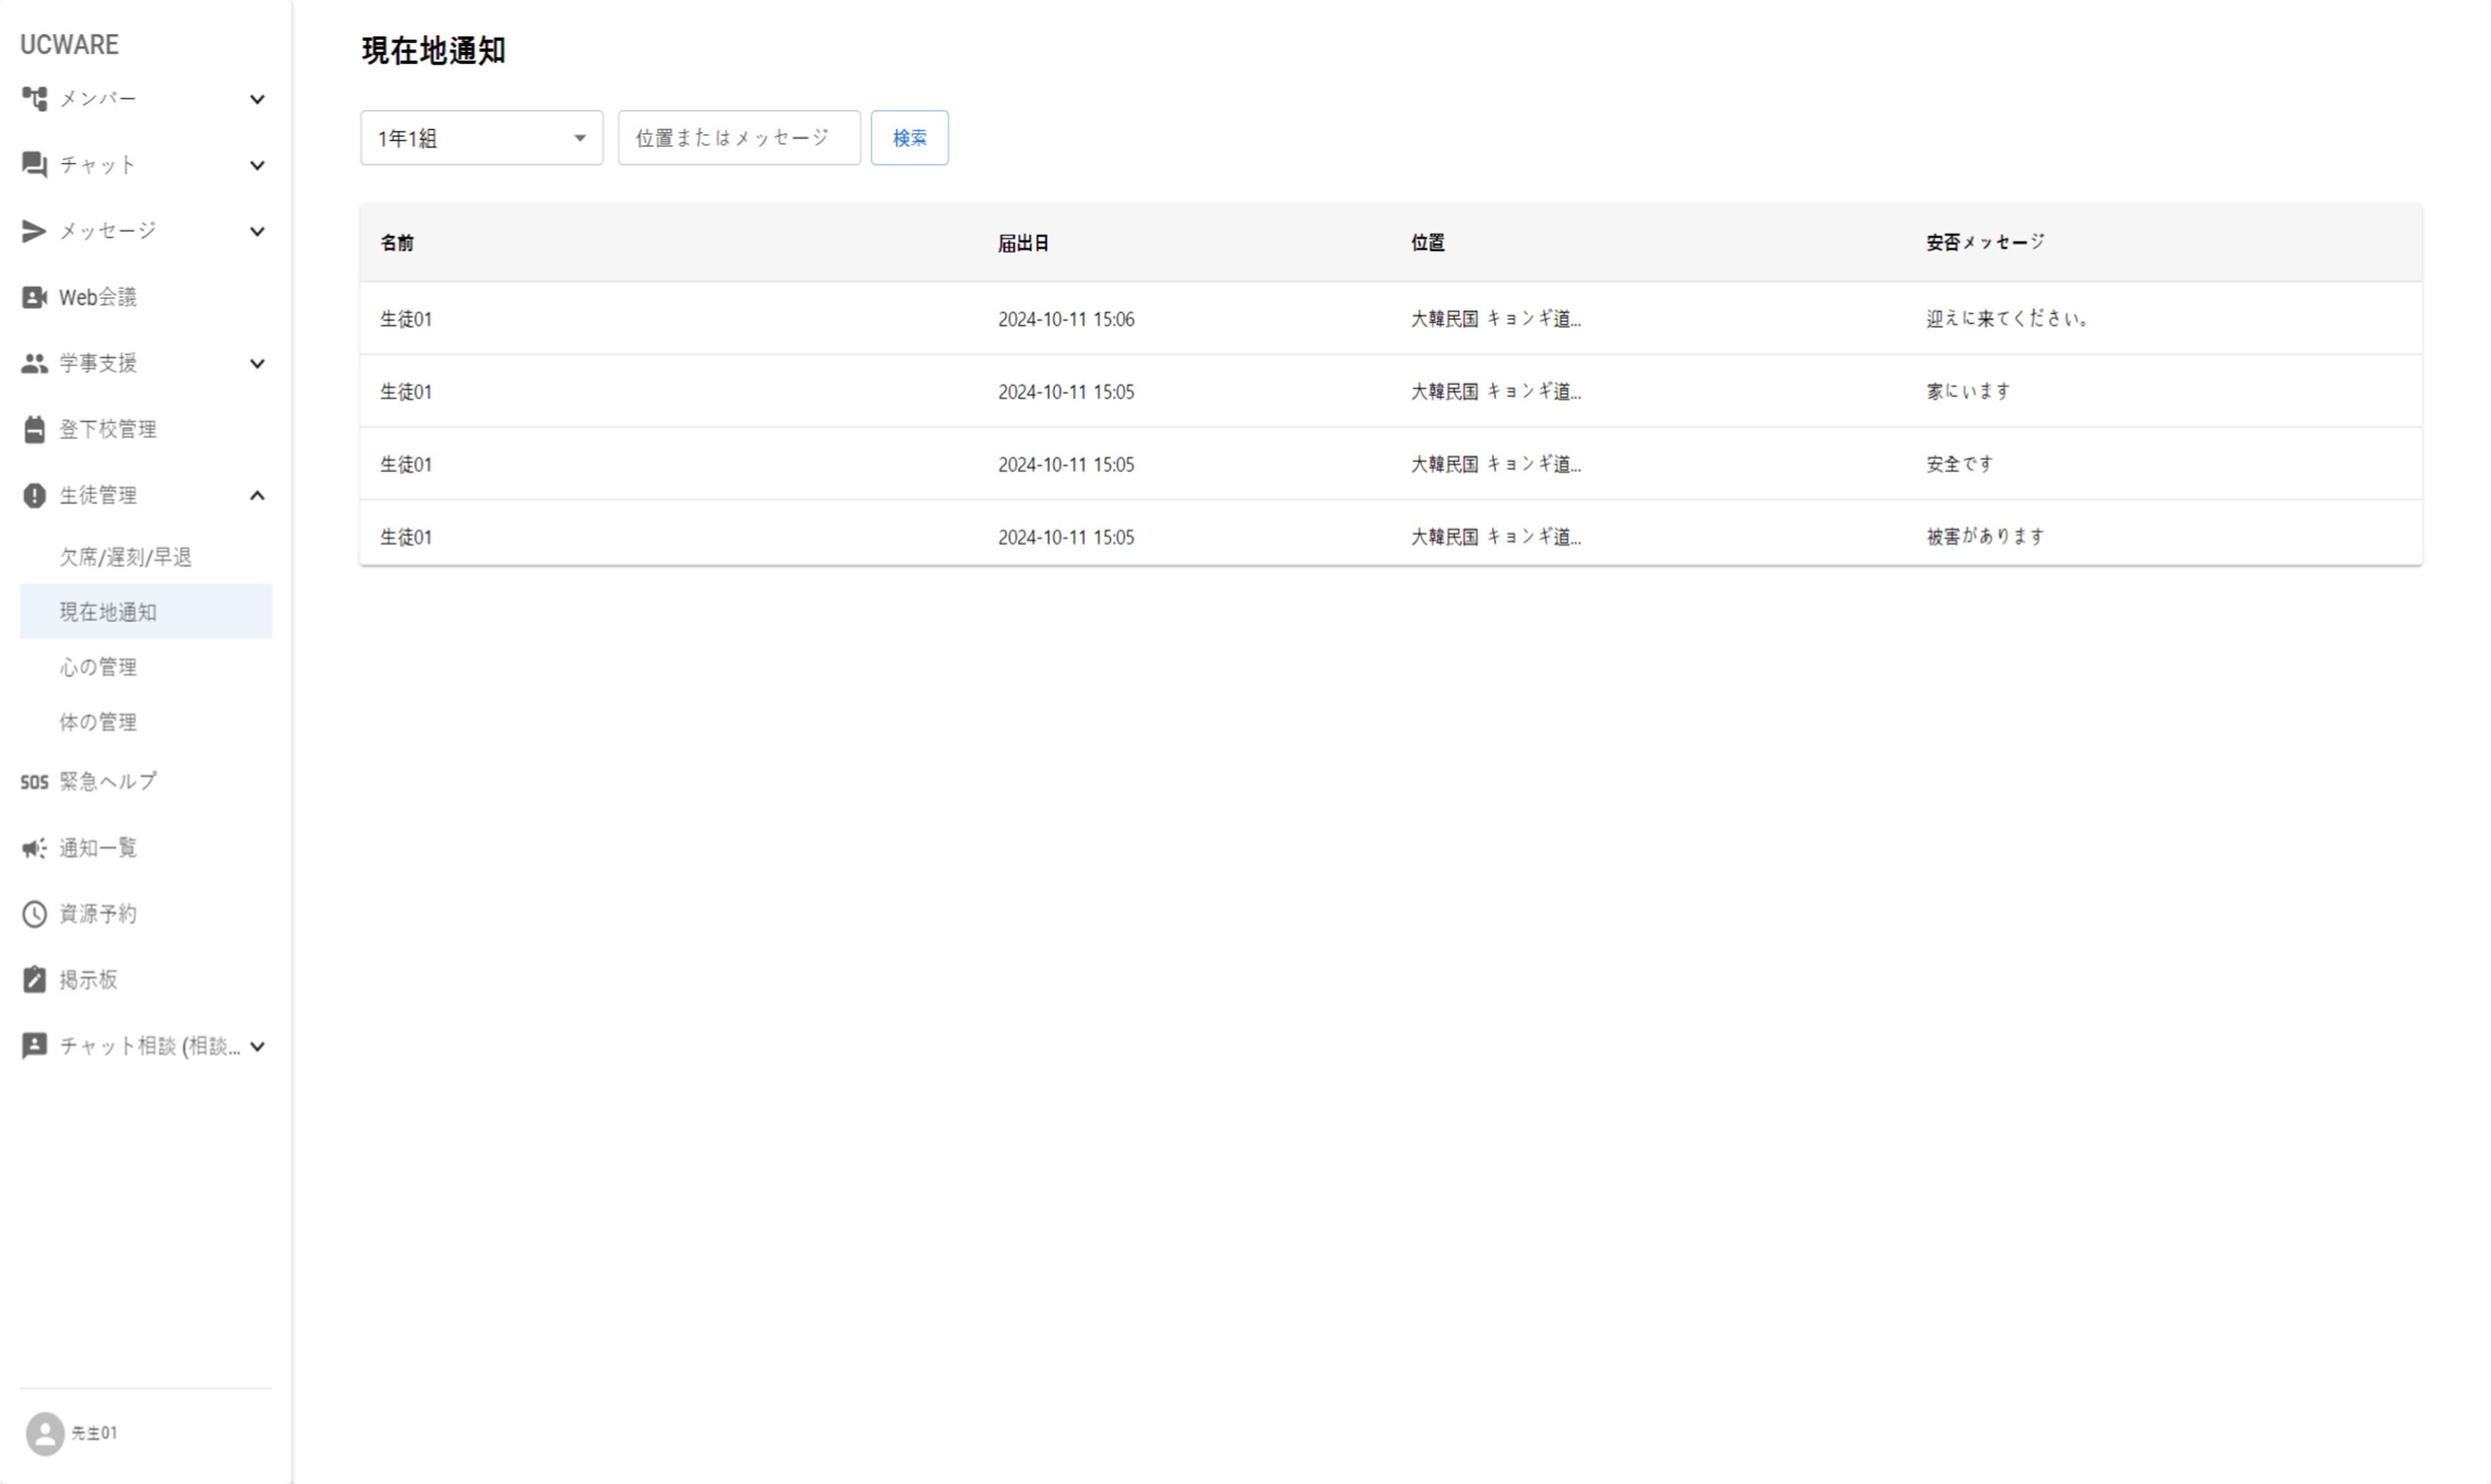 UCWARE
メンバー
チャット
メッセージ
Web会議
学事支援
登下校管理
生徒管理
欠席/遅刻/早退
現在地通知
心の管理
体の管理
SOS 緊急ヘルプ
通知一覧
資源予約
掲示板
チャット相談 (相談...
先生01
現在地通知
1年1組 位置またはメッセージ 検索
名前 届出日 位置 安否メッセージ
生徒01 2024-10-11 15:06 大韓民国 キョンギ道... 迎えに来てください。
生徒01 2024-10-11 15:05 大韓民国 キョンギ道... 家にいます
生徒01 2024-10-11 15:05 大韓民国 キョンギ道... 安全です
生徒01 2024-10-11 15:05 大韓民国 キョンギ道... 被害があります